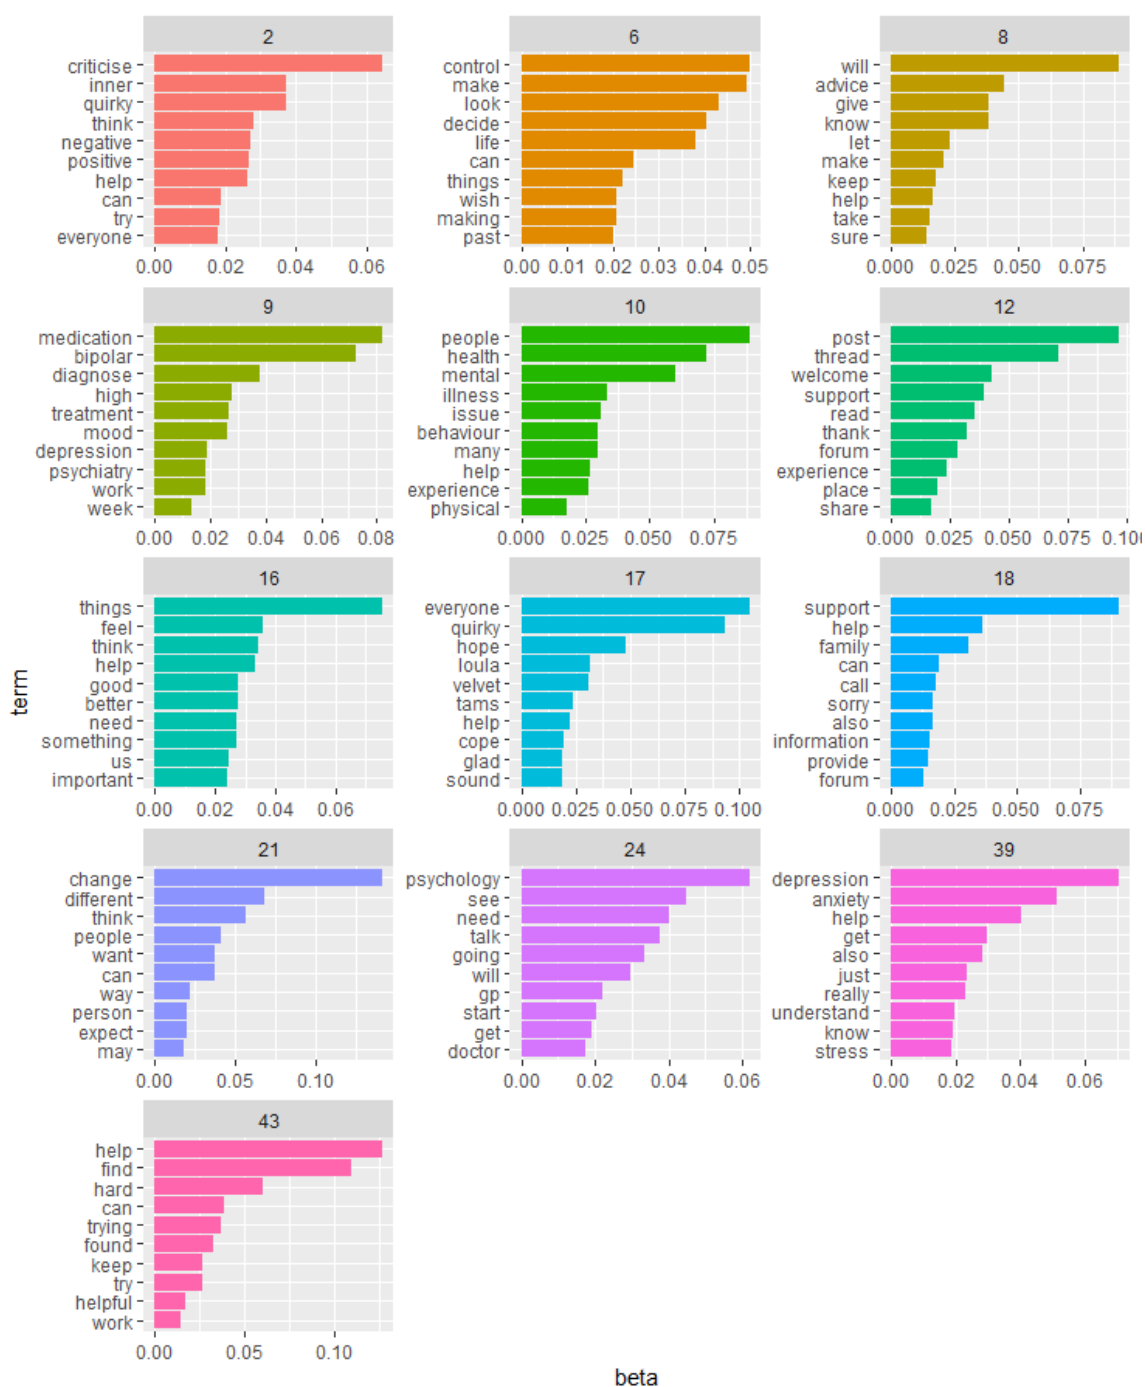 2
criticise
inner
quirky
think
negative
positive
help
can
try
everyone
0.00 0.02 0.04 0.06
6
control
make
look
decide
life
can
things
wish
making
past
0.00 0.01 0.02 0.03 0.04 0.05
8
will
advice
give
know
let
make
keep
help
take
sure
0.000 0.025 0.050 0.075
9
medication
bipolar
diagnose
high
treatment
mood
depression
psychiatry
work
week
0.00 0.02 0.04 0.06 0.08
10
people
health
mental
illness
issue
behaviour
many
help
experience
physical
0.000 0.025 0.050 0.075
12
post
thread
welcome
support
read
thank
forum
experience
place
share
0.000 0.025 0.050 0.075 0.100
16
things
feel
think
help
good
better
need
something
us
important
0.00 0.02 0.04 0.06
17
everyone
quirky
hope
loula
velvet
tams
help
cope
glad
sound
0.000 0.025 0.050 0.075 0.100
18
support
help
family
can
call
sorry
also
information
provide
forum
0.000 0.025 0.050 0.075
21
change
different
think
people
want
can
way
person
expect
may
0.00 0.05 0.10
24
psychology
see
need
talk
going
will
gp
start
get
doctor
0.00 0.02 0.04 0.06
39
depression
anxiety
help
get
also
just
really
understand
know
stress
0.00 0.02 0.04 0.06
43
help
find
hard
can
trying
found
keep
try
helpful
work
0.00 0.05 0.10
term
beta